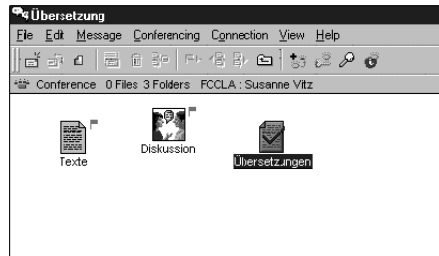 Übersetzung
File Edit Message Conferencing Connection View Help
Conference 0 Files 3 Folders FCCLA : Susanne Vitz
Texte
Diskussion
Übersetzungen